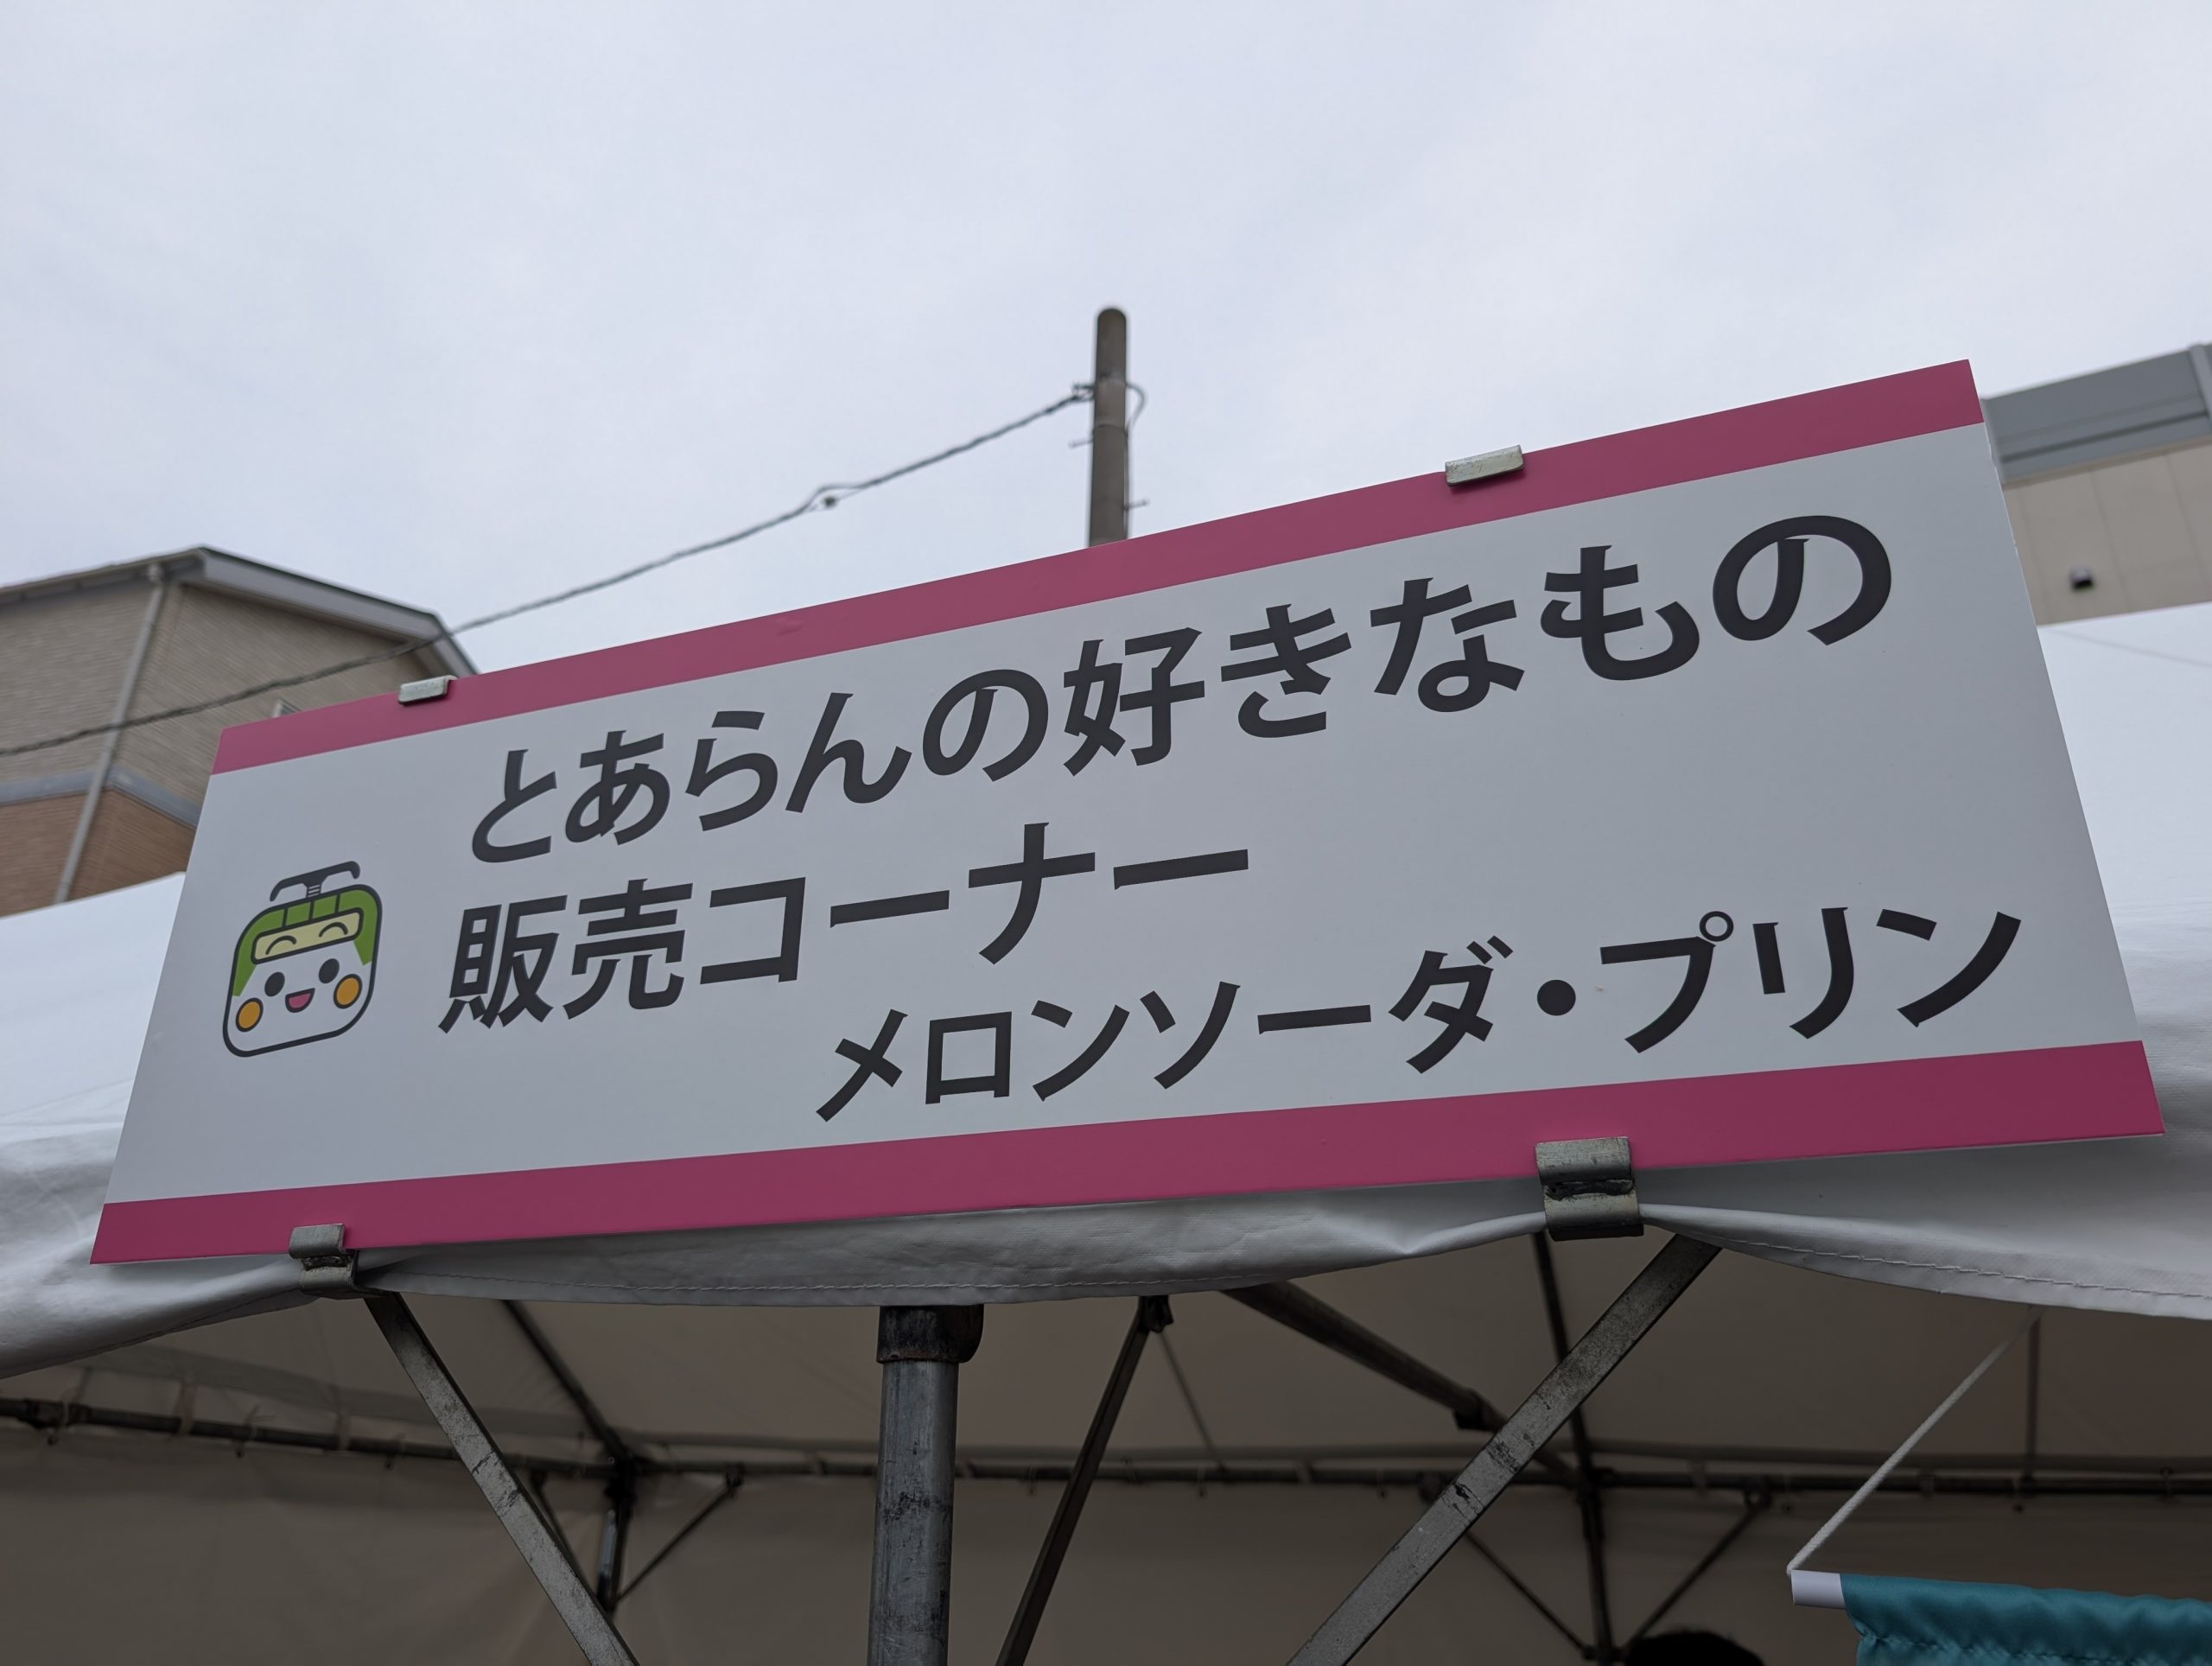 とあらんの好きなもの
販売コーナー
メロンソーダ・プリン